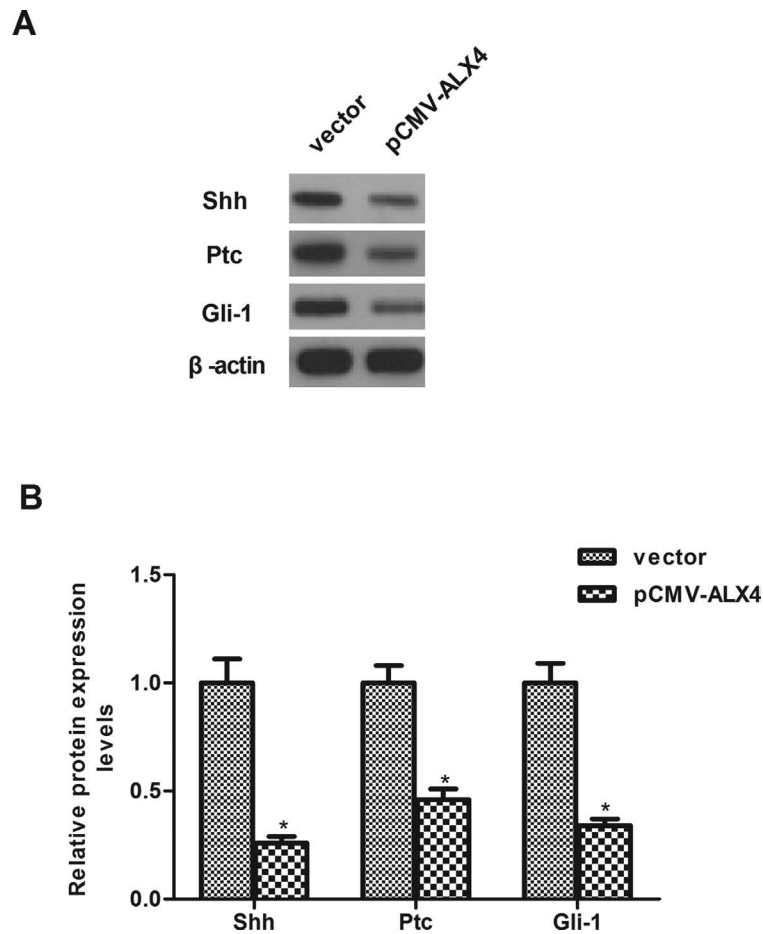 A
vector pCMV-ALX4
Shh
Ptc
Gli-1
β -actin
B
vector
pCMV-ALX4
Relative protein expression
levels
1.5
1.0
0.5
0.0
*
*
*
Shh Ptc Gli-1